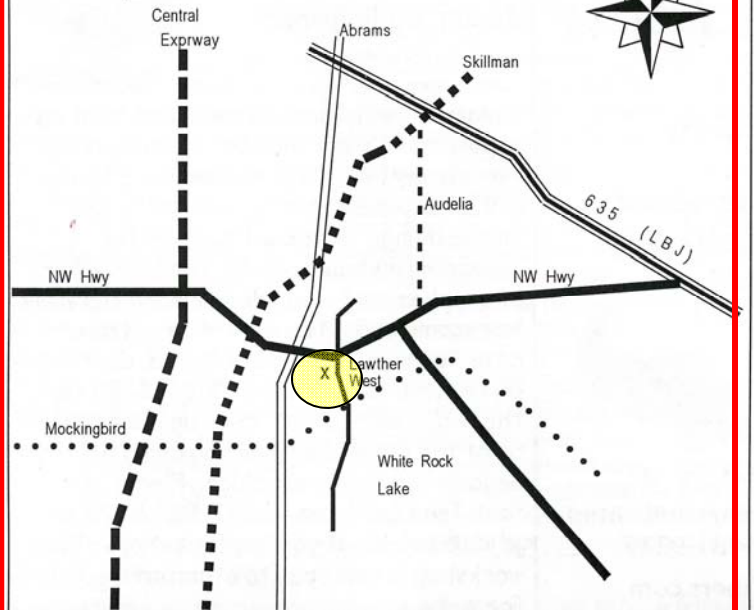 Central
Exprway
Abrams
Skillman
Audelia
635 (LBJ)
NW Hwy
NW Hwy
X
Lawther
West
Mockingbird
White Rock
Lake